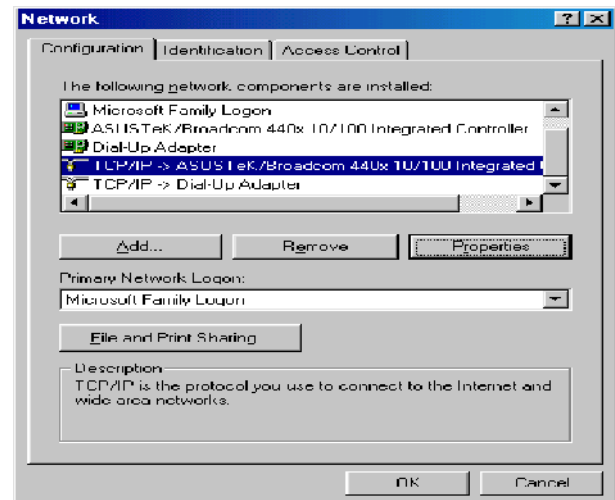 Network
Configuration Identification Access Control
The following network components are installed:
Microsoft Family Logon
ASUSTeK/Broadcom 440x 10/100 Integrated Controller
Dial-Up Adapter
TCP/IP -> ASUSTeK/Broadcom 440x 10/100 Integrated
TCP/IP -> Dial-Up Adapter
Add... Remove Properties
Primary Network Logon:
Microsoft Family Logon
File and Print Sharing
Description
TCP/IP is the protocol you use to connect to the Internet and
wide area networks.
OK Cancel